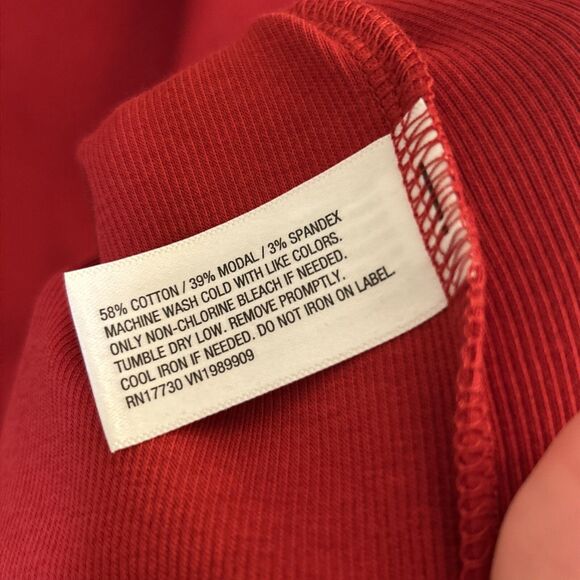 58% COTTON / 39% MODAL / 3% SPANDEX
MACHINE WASH COLD WITH LIKE COLORS.
ONLY NON-CHLORINE BLEACH IF NEEDED.
TUMBLE DRY LOW. REMOVE PROMPTLY.
COOL IRON IF NEEDED. DO NOT IRON ON LABEL.
RN17730 VN1989909